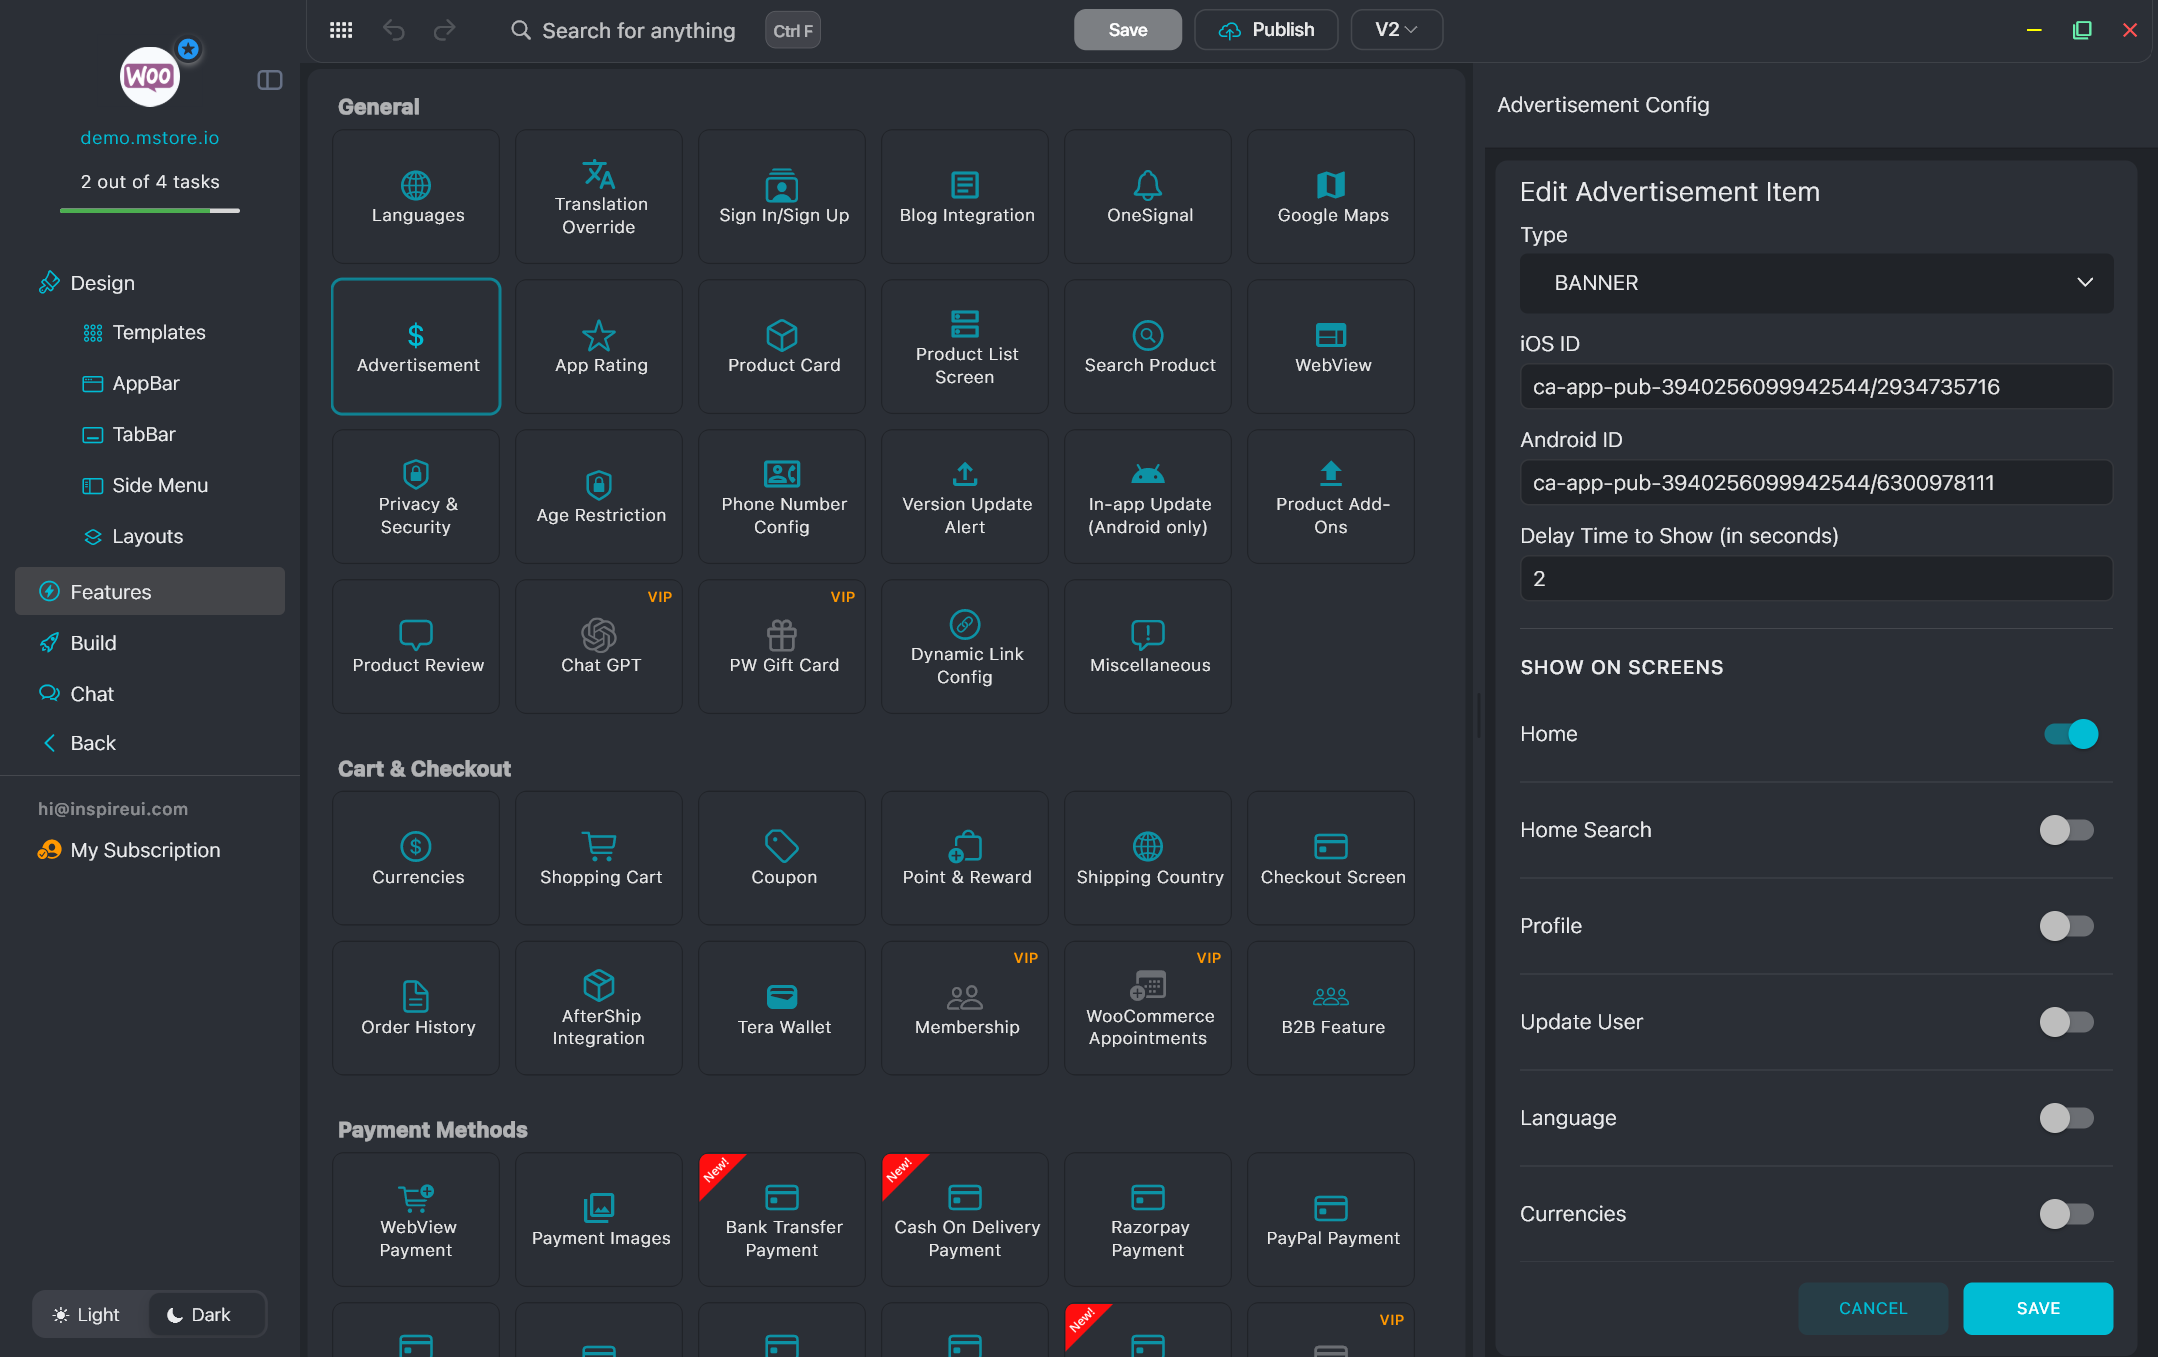 WOO
demo.mstore.io
2 out of 4 tasks
Design
Templates
AppBar
TabBar
Side Menu
Layouts
Features
Build
Chat
Back
hi@inspireui.com
My Subscription
Light
Dark
Search for anything
Ctrl F
Save
Publish
V2
General
Languages
Translation
Override
Sign In/Sign Up
Blog Integration
OneSignal
Google Maps
Advertisement
App Rating
Product Card
Product List
Screen
Search Product
WebView
Privacy &
Security
Age Restriction
Phone Number
Config
Version Update
Alert
In-app Update
(Android only)
Product Add-
Ons
Product Review
VIP
Chat GPT
VIP
PW Gift Card
Dynamic Link
Config
Miscellaneous
Cart & Checkout
Currencies
Shopping Cart
Coupon
Point & Reward
Shipping Country
Checkout Screen
Order History
AfterShip
Integration
Tera Wallet
VIP
Membership
VIP
WooCommerce
Appointments
B2B Feature
Payment Methods
WebView
Payment
Payment Images
New!
Bank Transfer
Payment
New!
Cash On Delivery
Payment
Razorpay
Payment
PayPal Payment
New!
VIP
Advertisement Config
Edit Advertisement Item
Type
BANNER
iOS ID
ca-app-pub-3940256099942544/2934735716
Android ID
ca-app-pub-3940256099942544/6300978111
Delay Time to Show (in seconds)
2
SHOW ON SCREENS
Home
Home Search
Profile
Update User
Language
Currencies
CANCEL
SAVE